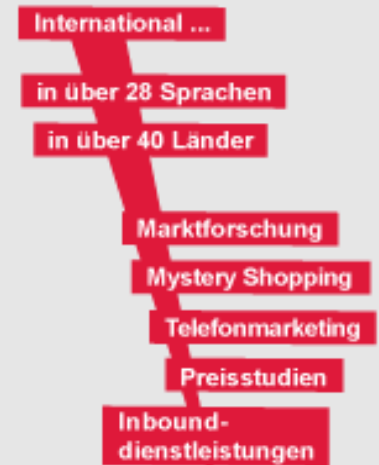 International ...
in über 28 Sprachen
in über 40 Länder
Marktforschung
Mystery Shopping
Telefonmarketing
Preisstudien
Inbound-
dienstleistungen